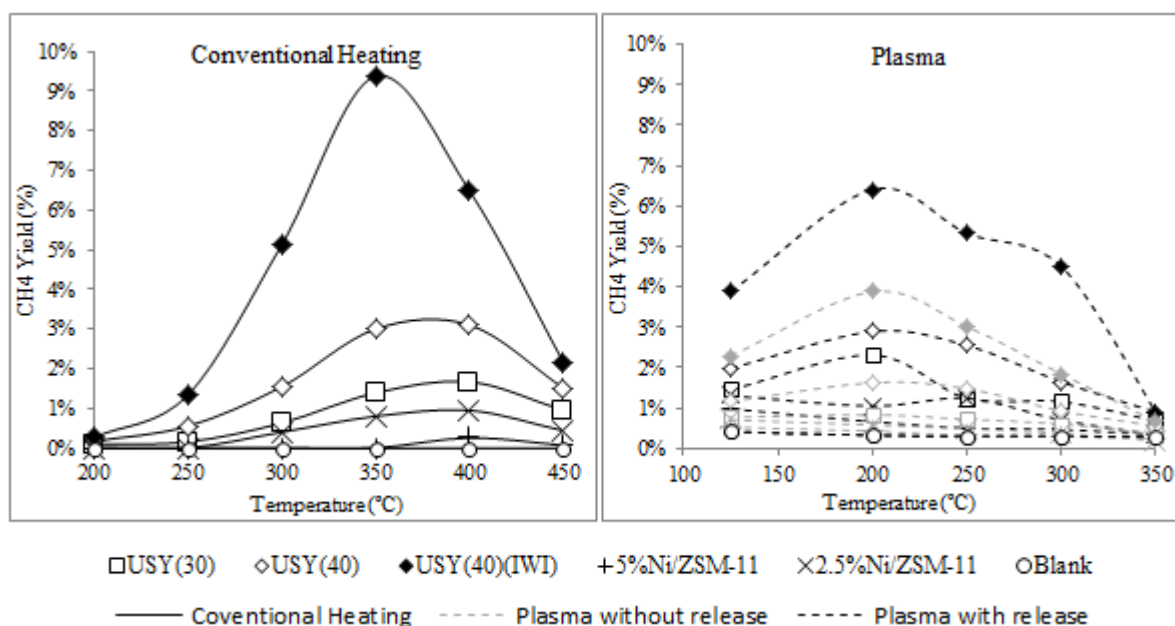 Conventional Heating
10%
9%
8%
7%
6%
5%
4%
3%
2%
1%
0%
CH4 Yield (%)
200 250 300 350 400 450
Temperature (°C)
Plasma
10%
9%
8%
7%
6%
5%
4%
3%
2%
1%
0%
CH4 Yield (%)
100 150 200 250 300 350
Temperature (°C)
USY(30) USY(40) USY(40)(IWI) 5%Ni/ZSM-11 2.5%Ni/ZSM-11 Blank
Coventional Heating Plasma without release Plasma with release